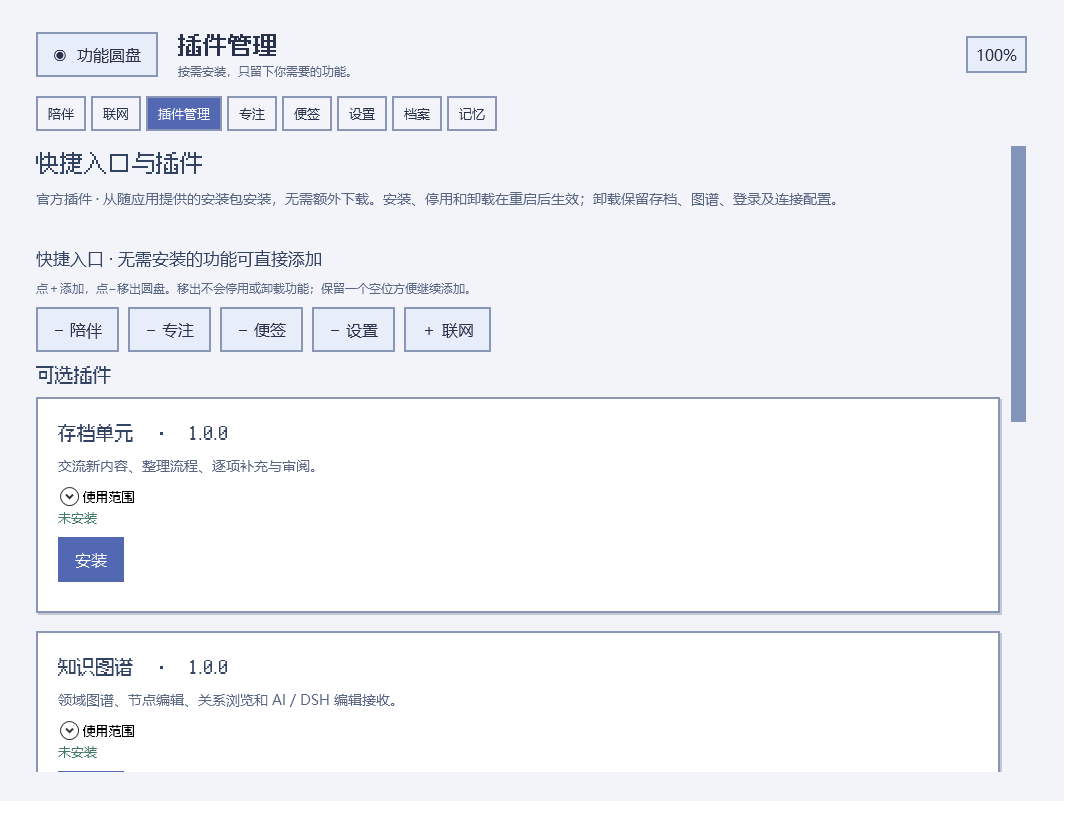 ◉ 功能圆盘
插件管理
按需安装，只留下你需要的功能。
100%
陪伴 联网 插件管理 专注 便签 设置 档案 记忆
快捷入口与插件
官方插件 · 从随应用提供的安装包安装，无需额外下载。安装、停用和卸载在重启后生效；卸载保留存档、图谱、登录及连接配置。
快捷入口 · 无需安装的功能可直接添加
点 + 添加，点 − 移出圆盘。移出不会停用或卸载功能；保留一个空位方便继续添加。
− 陪伴 − 专注 − 便签 − 设置 + 联网
可选插件
存档单元 · 1.0.0
交流新内容、整理流程、逐项补充与审阅。
使用范围
未安装
安装
知识图谱 · 1.0.0
领域图谱、节点编辑、关系浏览和 AI / DSH 编辑接收。
使用范围
未安装